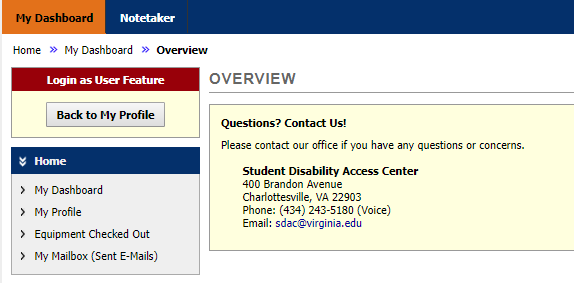 My Dashboard Notetaker
Home » My Dashboard » Overview
Login as User Feature
Back to My Profile
Home
My Dashboard
My Profile
Equipment Checked Out
My Mailbox (Sent E-Mails)
OVERVIEW
Questions? Contact Us!
Please contact our office if you have any questions or concerns.
Student Disability Access Center
400 Brandon Avenue
Charlottesville, VA 22903
Phone: (434) 243-5180 (Voice)
Email: sdac@virginia.edu